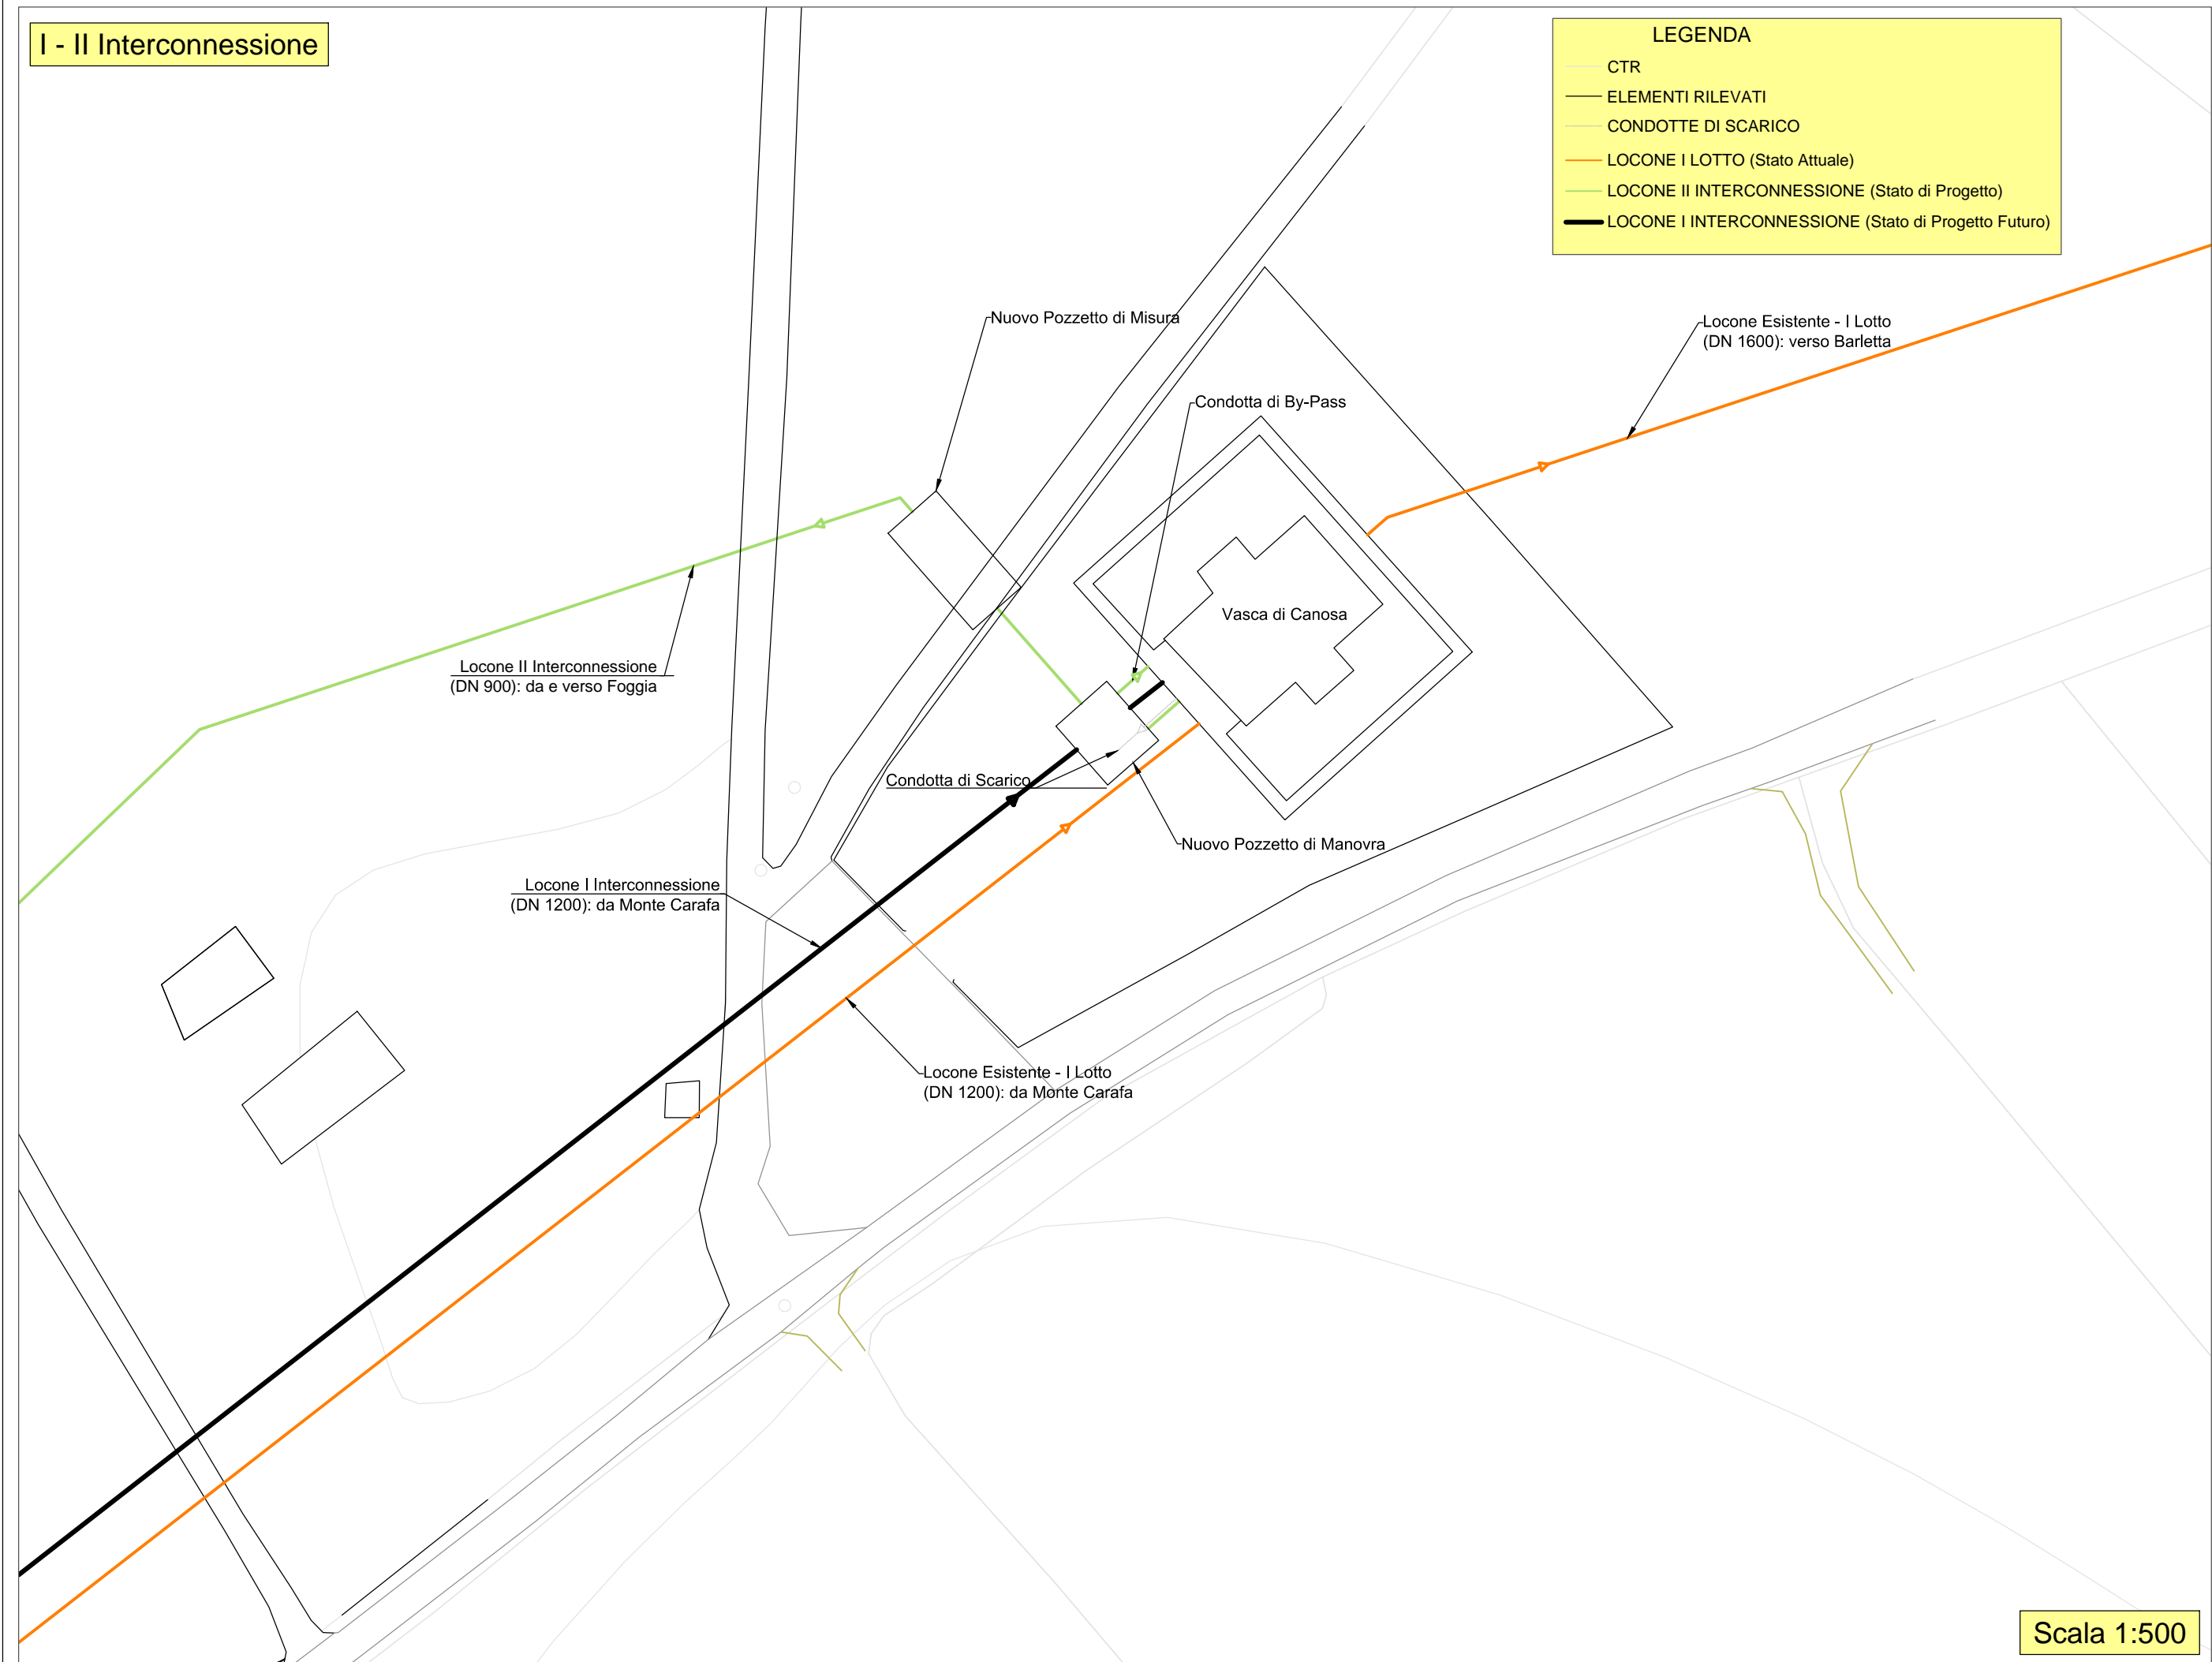 I - II Interconnessione
LEGENDA
CTR
ELEMENTI RILEVATI
CONDOTTE DI SCARICO
LOCONE I LOTTO (Stato Attuale)
LOCONE II INTERCONNESSIONE (Stato di Progetto)
LOCONE I INTERCONNESSIONE (Stato di Progetto Futuro)
Nuovo Pozzetto di Misura
Locone Esistente - I Lotto
(DN 1600): verso Barletta
Condotta di By-Pass
Vasca di Canosa
Locone II Interconnessione
(DN 900): da e verso Foggia
Condotta di Scarico
Nuovo Pozzetto di Manovra
Locone I Interconnessione
(DN 1200): da Monte Carafa
Locone Esistente - I Lotto
(DN 1200): da Monte Carafa
Scala 1:500